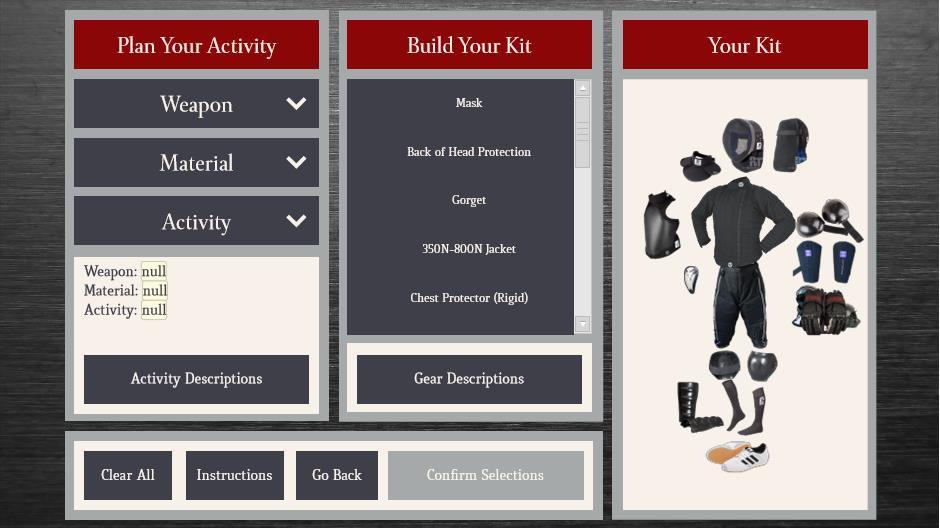 Plan Your Activity
Weapon
Material
Activity
Weapon: null
Material: null
Activity: null
Activity Descriptions
Build Your Kit
Mask
Back of Head Protection
Gorget
350N-800N Jacket
Chest Protector (Rigid)
Gear Descriptions
Your Kit
Clear All
Instructions
Go Back
Confirm Selections